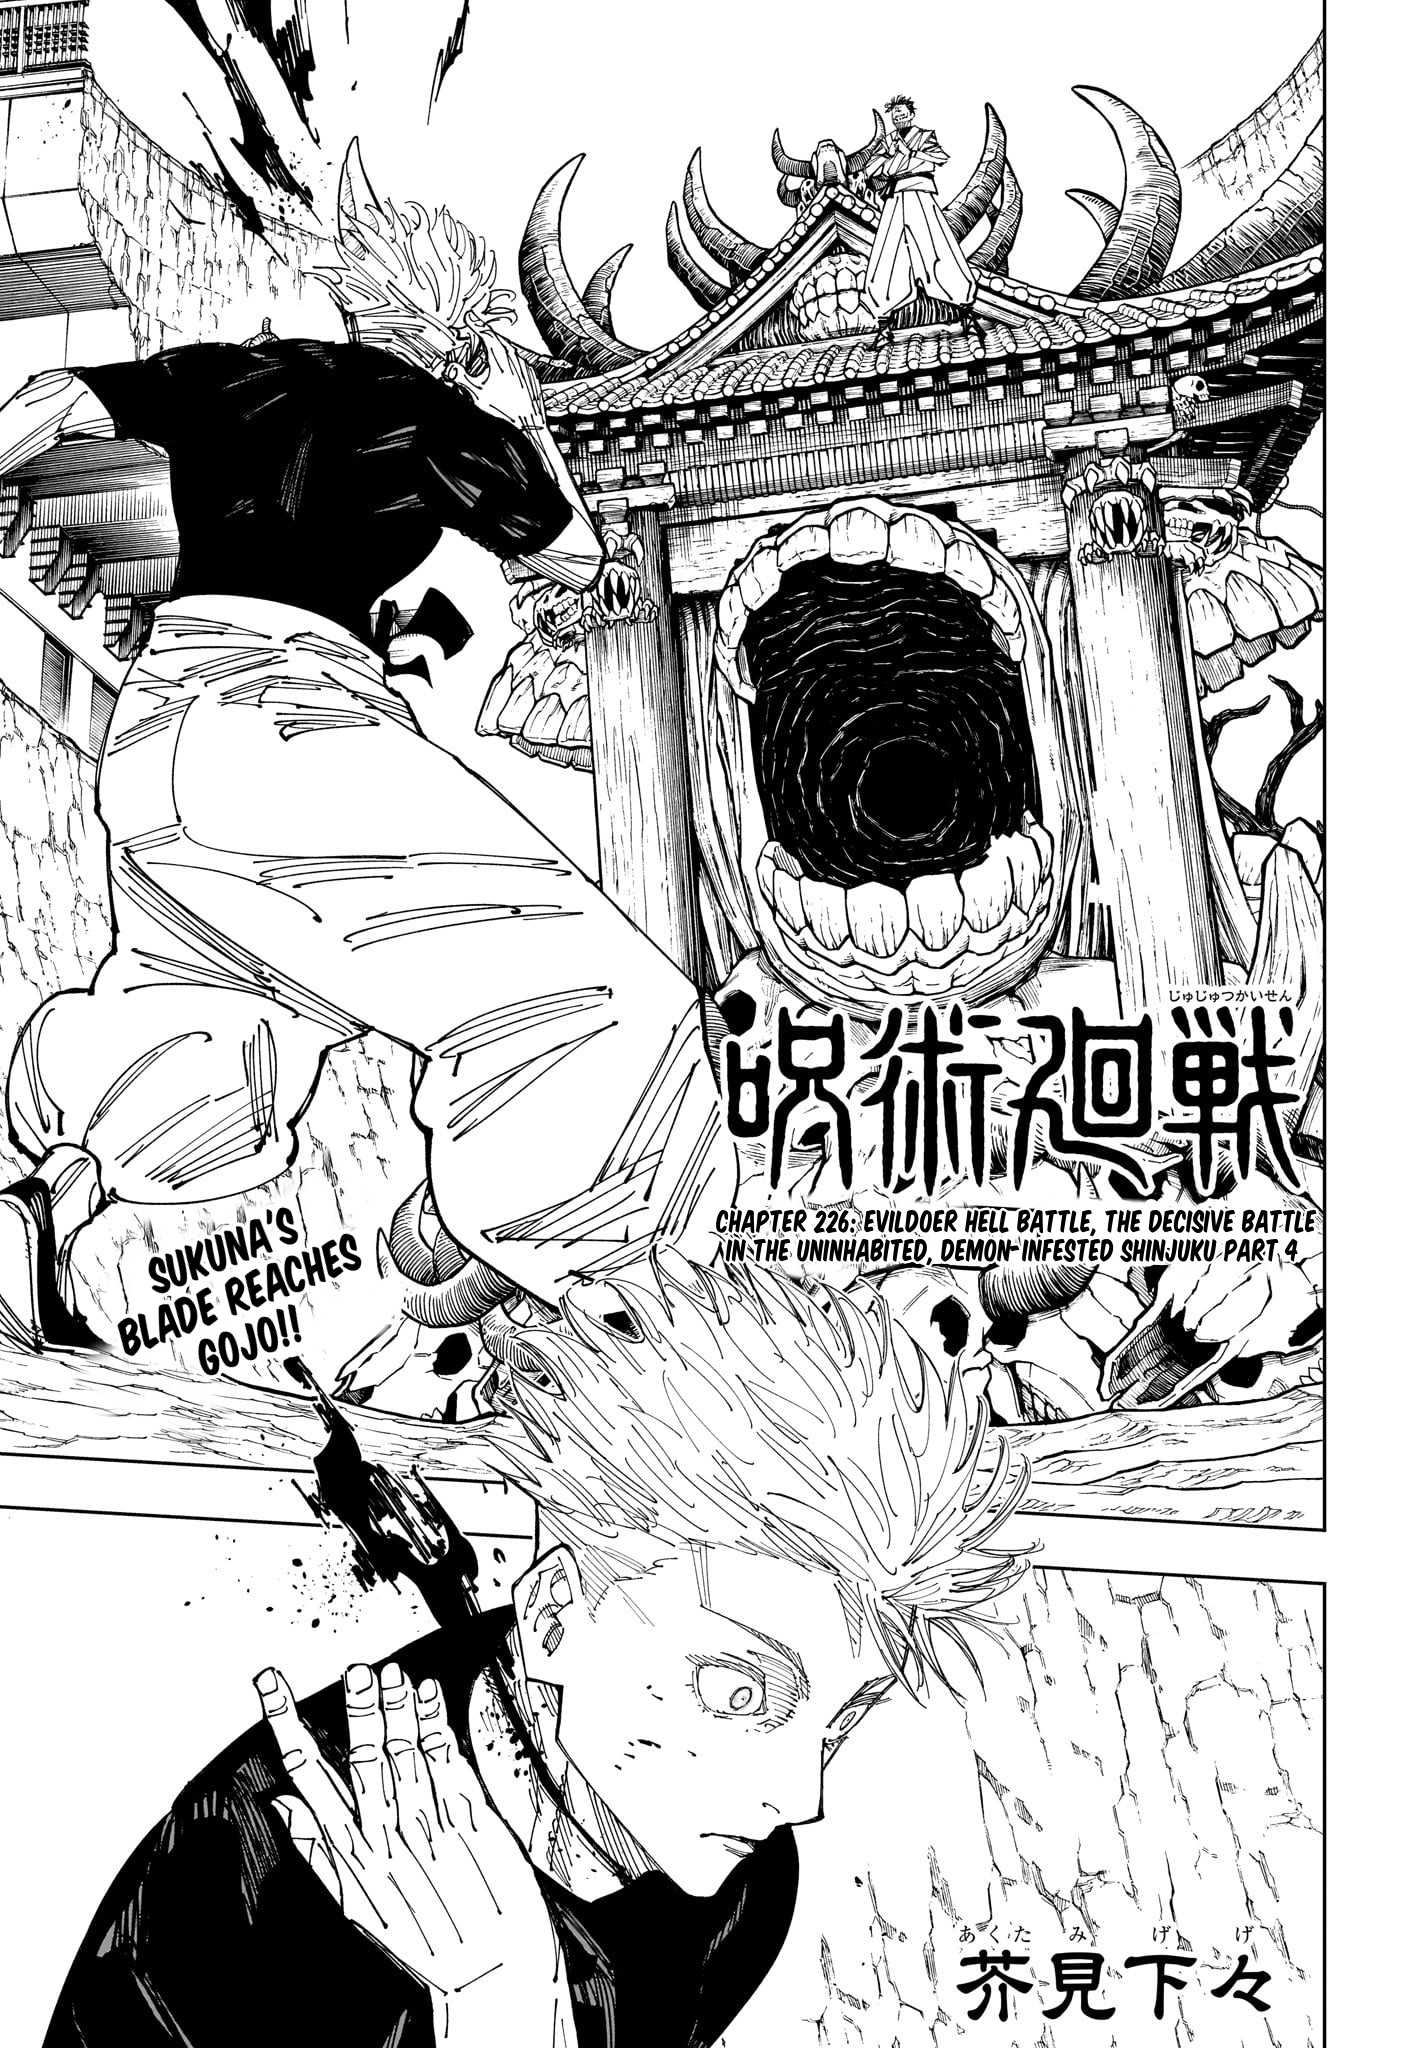 じゅじゅつかいせん
呪術廻戦
CHAPTER 226: EVILDOER HELL BATTLE, THE DECISIVE BATTLE
IN THE UNINHABITED, DEMON-INFESTED SHINJUKU PART 4
SUKUNA'S
BLADE REACHES
GOJO!!
あくたみげげ
芥見下々